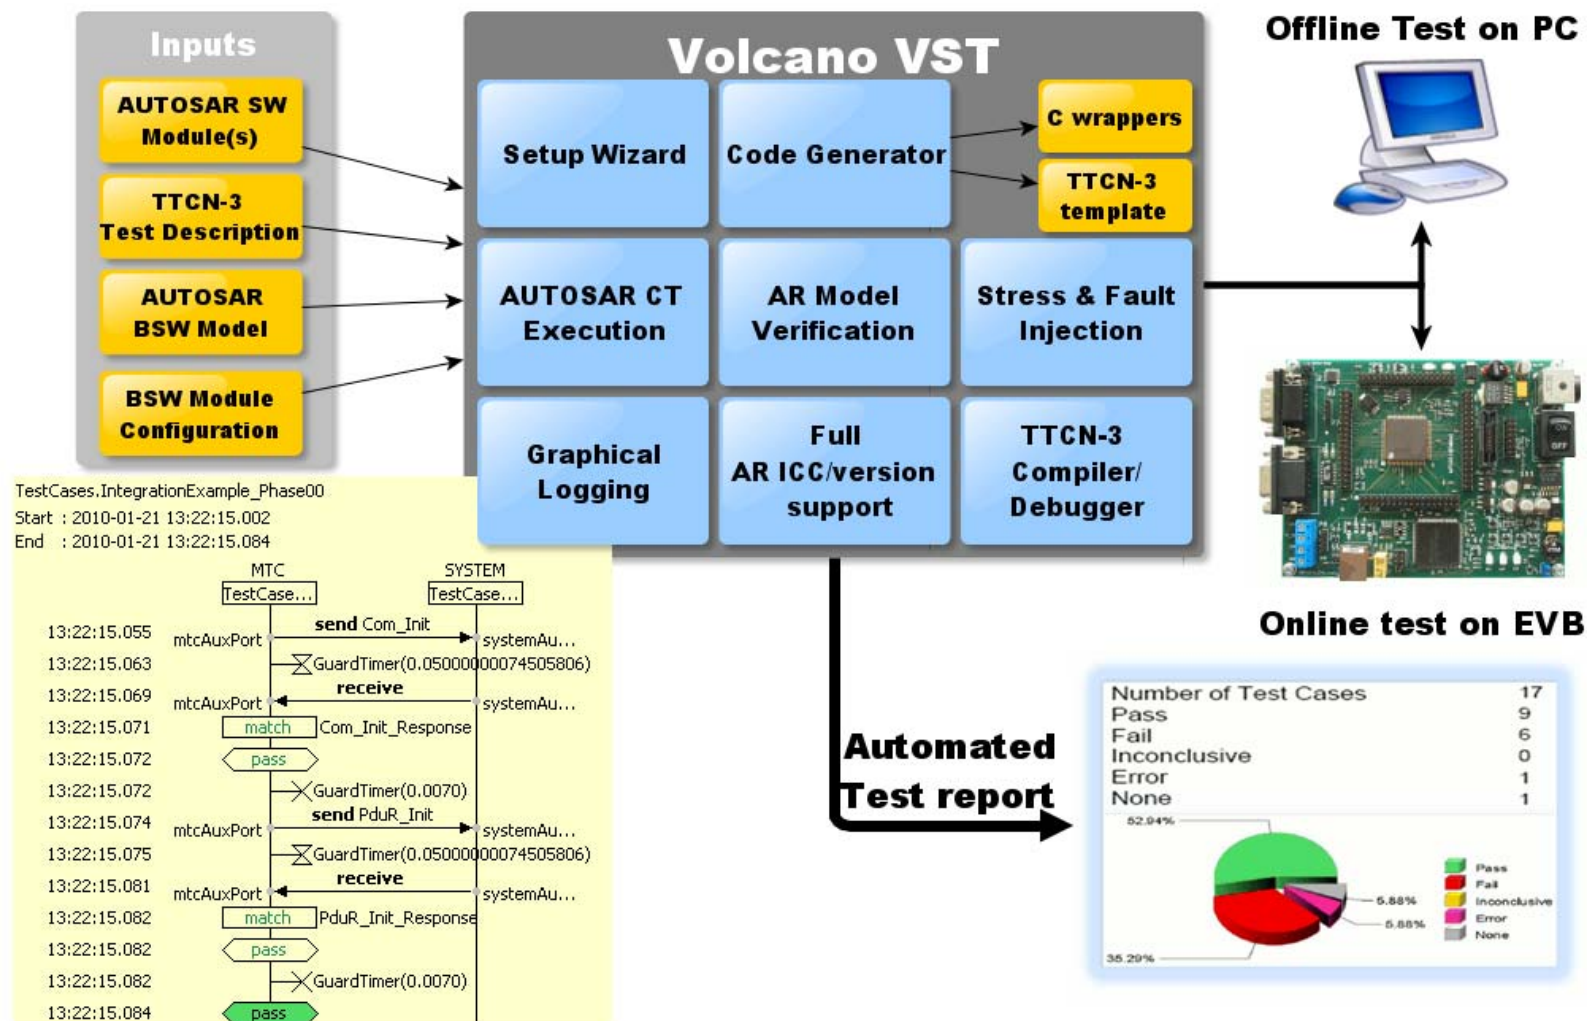 Inputs
AUTOSAR SW
Module(s)
TTCN-3
Test Description
AUTOSAR
BSW Model
BSW Module
Configuration
Volcano VST
Setup Wizard
Code Generator
C wrappers
TTCN-3
template
AUTOSAR CT
Execution
AR Model
Verification
Stress & Fault
Injection
Graphical
Logging
Full
AR ICC/version
support
TTCN-3
Compiler/
Debugger
Offline Test on PC
Online test on EVB
TestCases.IntegrationExample_Phase00
Start : 2010-01-21 13:22:15.002
End : 2010-01-21 13:22:15.084
MTC SYSTEM
TestCase... TestCase...
13:22:15.055 mtcAuxPort send Com_Init systemAu...
13:22:15.063 GuardTimer(0.05000000074505806)
13:22:15.069 mtcAuxPort receive systemAu...
13:22:15.071 match Com_Init_Response
13:22:15.072 pass
13:22:15.072 GuardTimer(0.0070)
13:22:15.074 mtcAuxPort send PduR_Init systemAu...
13:22:15.075 GuardTimer(0.05000000074505806)
13:22:15.081 mtcAuxPort receive systemAu...
13:22:15.082 match PduR_Init_Response
13:22:15.082 pass
13:22:15.082 GuardTimer(0.0070)
13:22:15.084 pass
Automated
Test report
Number of Test Cases 17
Pass 9
Fail 6
Inconclusive 0
Error 1
None 1
52.94%
5.88%
5.88%
35.29%
Pass
Fail
Inconclusive
Error
None